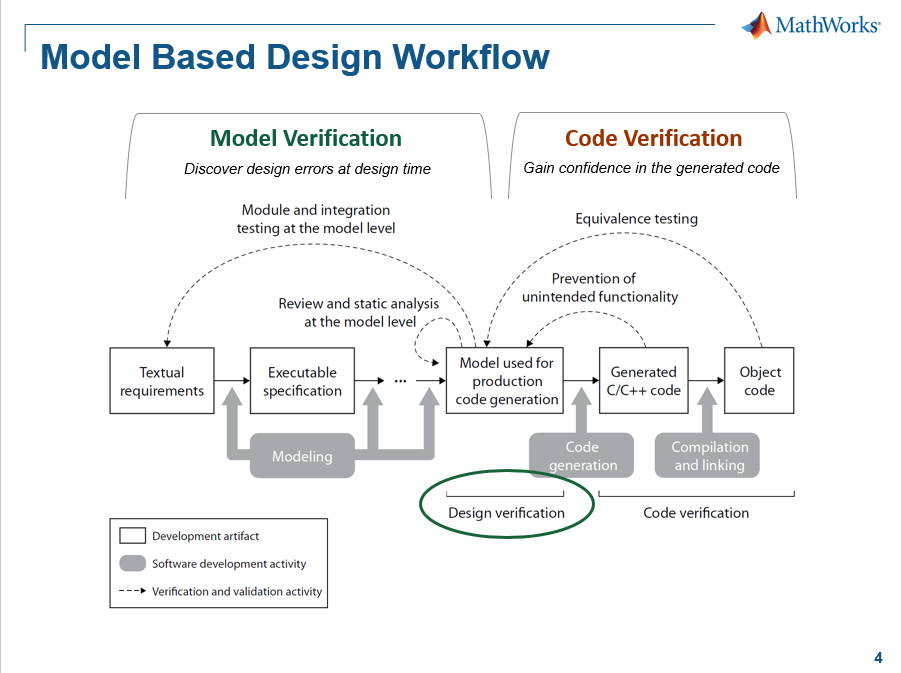 MathWorks®
Model Based Design Workflow
Model Verification
Discover design errors at design time
Code Verification
Gain confidence in the generated code
Module and integration
testing at the model level
Equivalence testing
Prevention of
unintended functionality
Review and static analysis
at the model level
Textual
requirements
Executable
specification
...
Model used for
production
code generation
Generated
C/C++ code
Object
code
Modeling
Code
generation
Compilation
and linking
Design verification
Code verification
Development artifact
Software development activity
Verification and validation activity
4